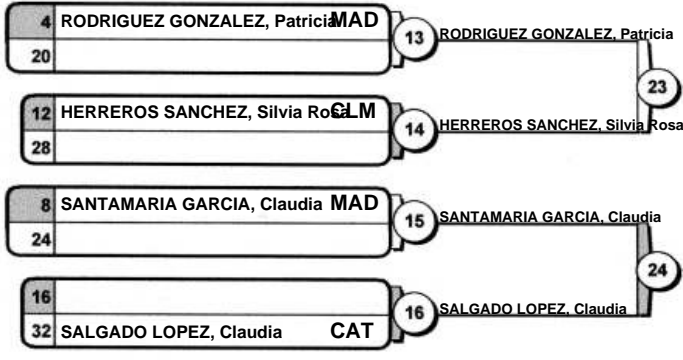 4 RODRIGUEZ GONZALEZ, Patricia MAD
20
13 RODRIGUEZ GONZALEZ, Patricia
23
12 HERREROS SANCHEZ, Silvia Rosa CLM
28
14 HERREROS SANCHEZ, Silvia Rosa
8 SANTAMARIA GARCIA, Claudia MAD
24
15 SANTAMARIA GARCIA, Claudia
24
16
32 SALGADO LOPEZ, Claudia CAT
16 SALGADO LOPEZ, Claudia